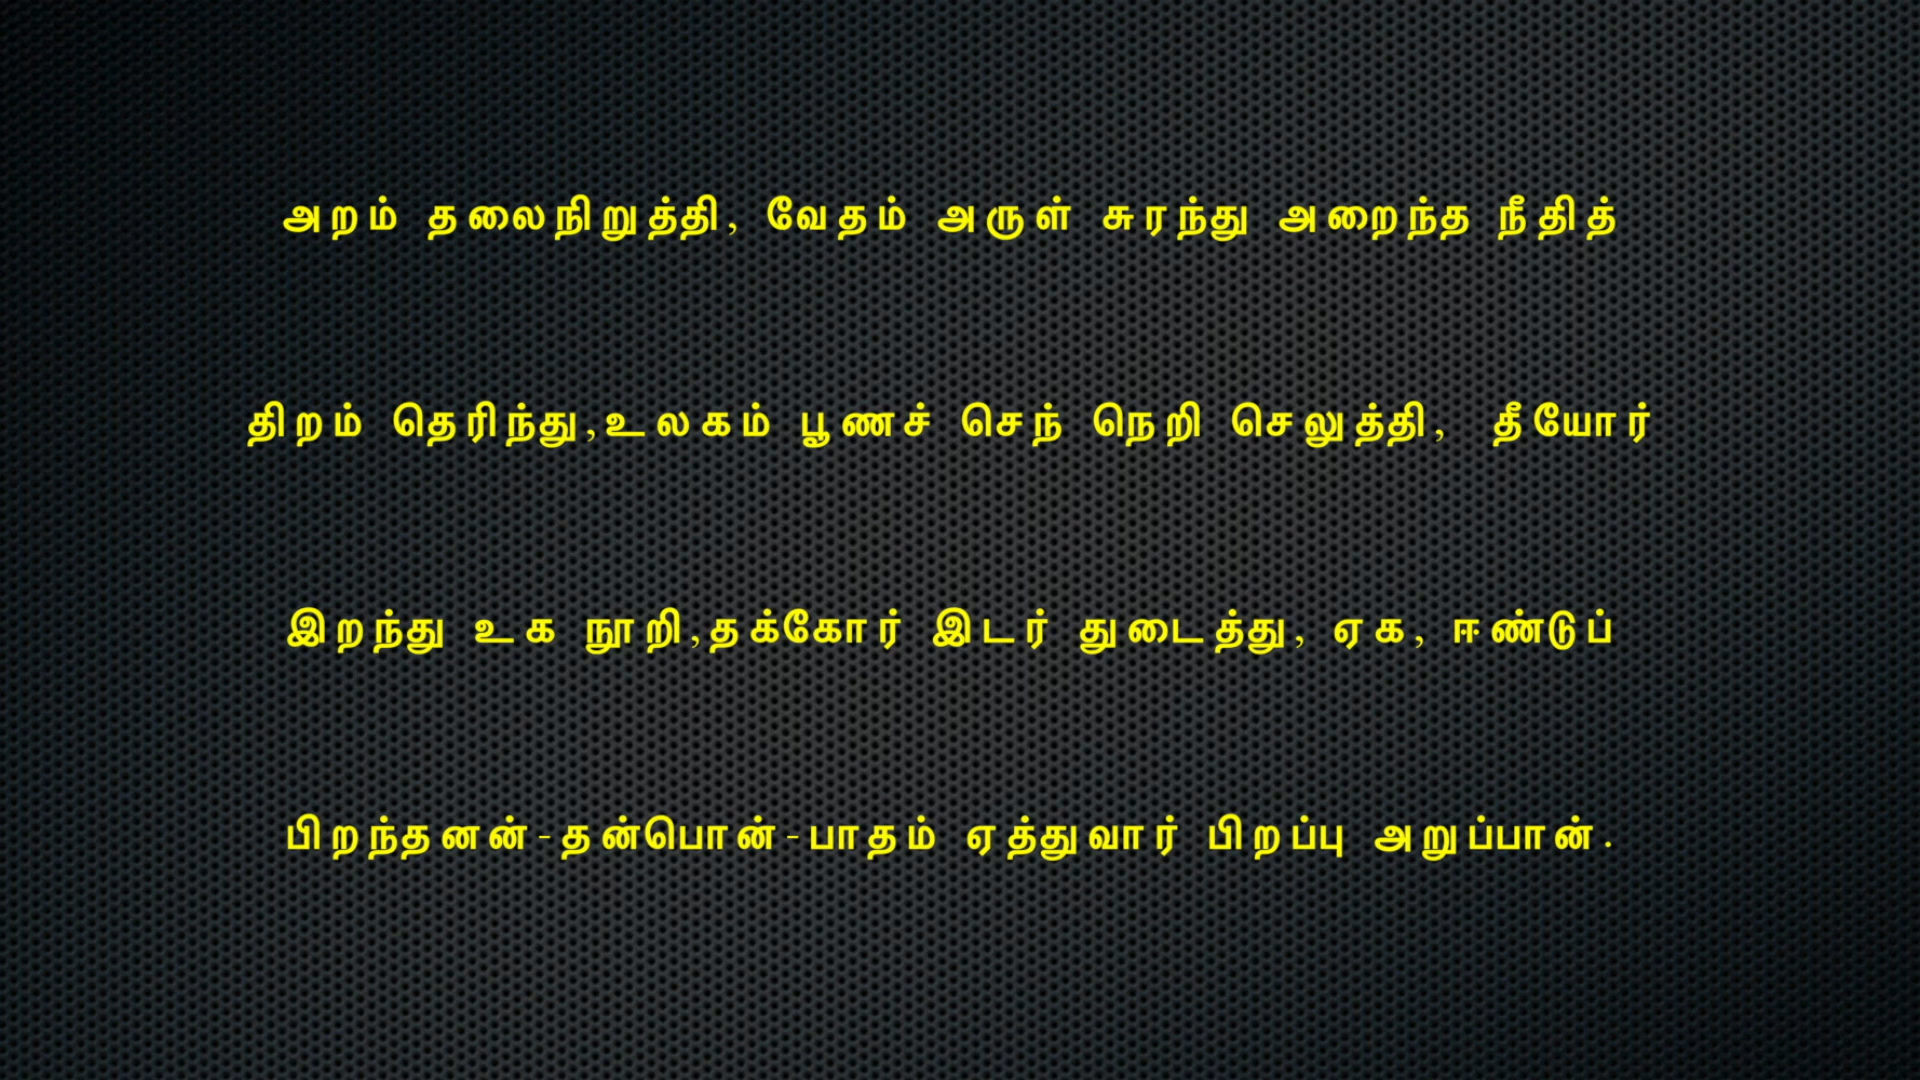 அறம் தலைநிறுத்தி, வேதம் அருள் சுரந்து அறைந்த நீதித்
திறம் தெரிந்து,உலகம் பூணச் செந் நெறி செலுத்தி, தீயோர்
இறந்து உக நூறி,தக்கோர் இடர் துடைத்து, ஏக, ஈண்டுப்
பிறந்தனன்-தன்பொன்-பாதம் ஏத்துவார் பிறப்பு அறுப்பான்.